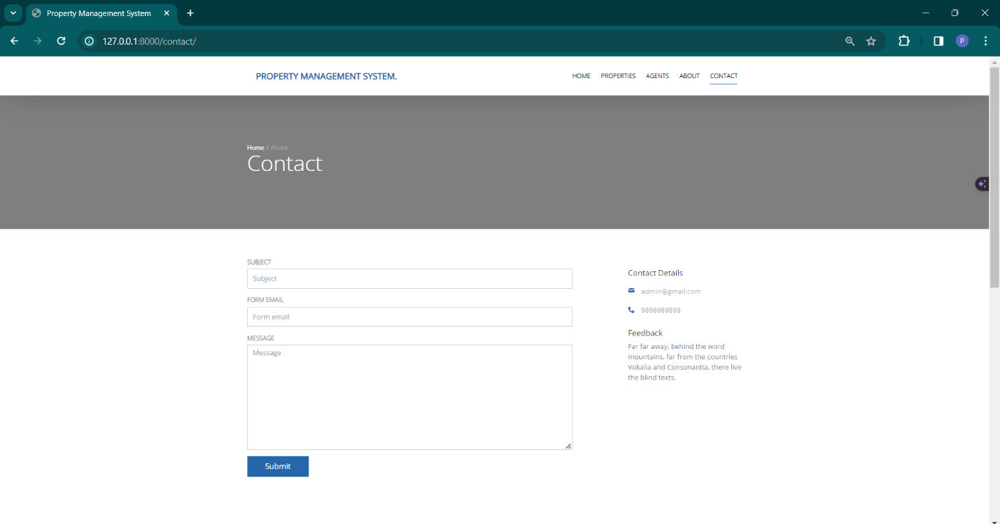 Property Management System
127.0.0.1:8000/contact/
P
PROPERTY MANAGEMENT SYSTEM.
HOME PROPERTIES AGENTS ABOUT CONTACT
Home / About
Contact
SUBJECT
Subject
FORM EMAIL
Form email
MESSAGE
Message
Submit
Contact Details
admin@gmail.com
9898989898
Feedback
Far far away, behind the word
mountains, far from the countries
Vokalia and Consonantia, there live
the blind texts.